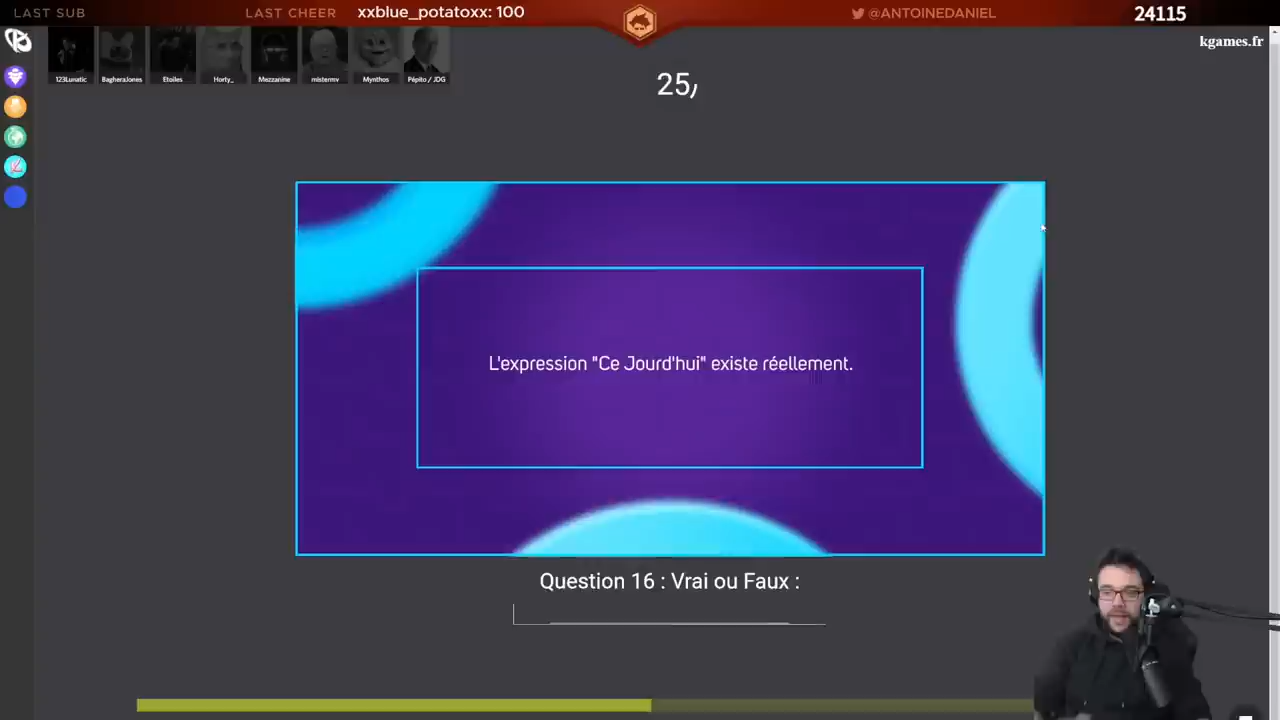 LAST SUB
LAST CHEER
xxblue_potatoxx: 100
@ANTOINEDANIEL
24115
kgames.fr
123Lunatic
BagheraJones
Etoiles
Horty_
Mezzanine
mistermv
Mynthos
Pépito / JDG
25,
L'expression "Ce Jourd'hui" existe réellement.
Question 16 : Vrai ou Faux :